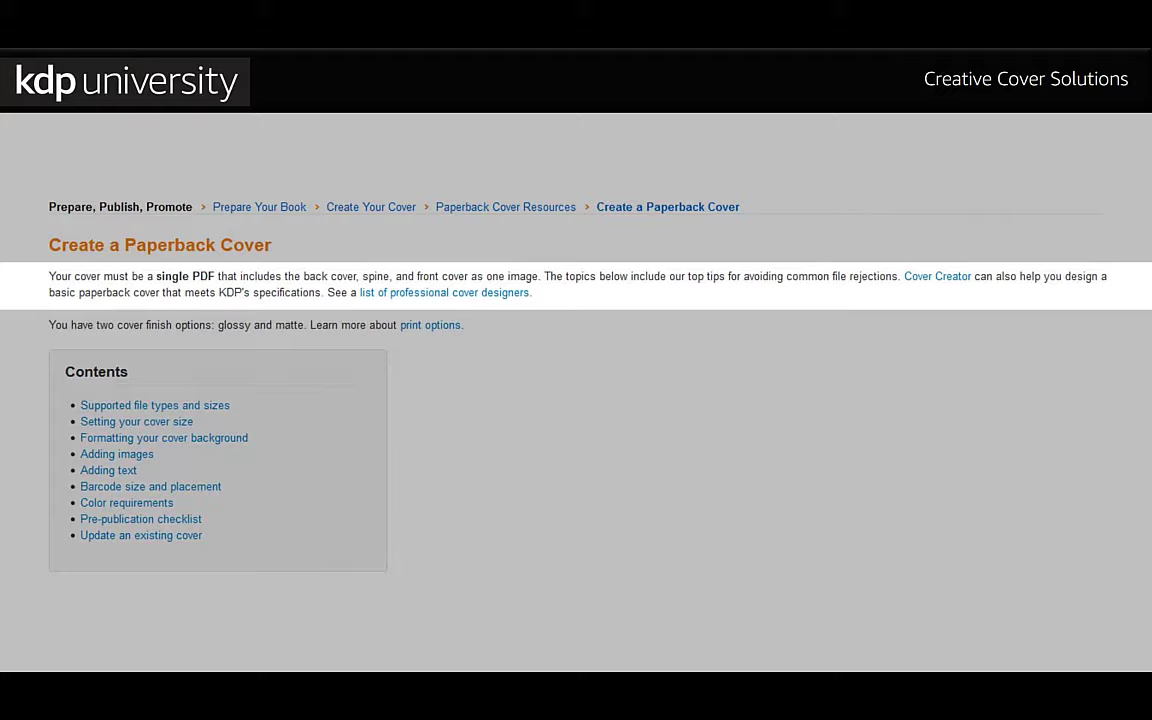 kdp university
Creative Cover Solutions
Prepare, Publish, Promote › Prepare Your Book › Create Your Cover › Paperback Cover Resources › Create a Paperback Cover
Create a Paperback Cover
Your cover must be a single PDF that includes the back cover, spine, and front cover as one image. The topics below include our top tips for avoiding common file rejections. Cover Creator can also help you design a
basic paperback cover that meets KDP's specifications. See a list of professional cover designers.
You have two cover finish options: glossy and matte. Learn more about print options.
Contents
• Supported file types and sizes
• Setting your cover size
• Formatting your cover background
• Adding images
• Adding text
• Barcode size and placement
• Color requirements
• Pre-publication checklist
• Update an existing cover